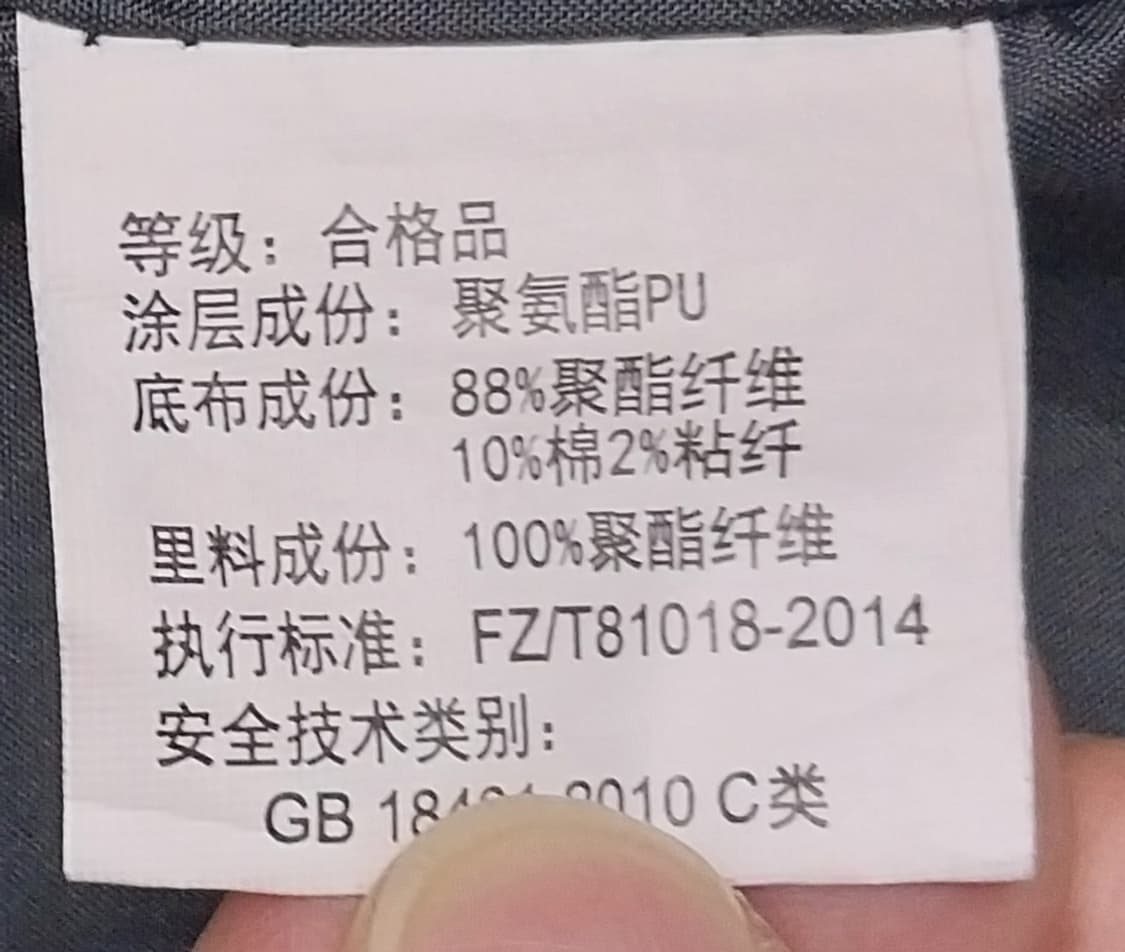 等级：合格品
涂层成份：聚氨酯PU
底布成份：88%聚酯纤维
10%棉2%粘纤
里料成份：100%聚酯纤维
执行标准：FZ/T81018-2014
安全技术类别：
GB 18401-2010 C类